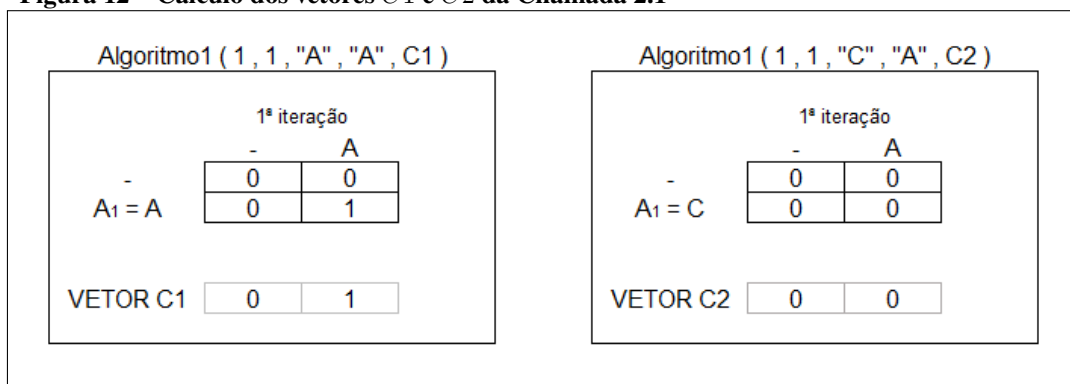 Figura 12 – Cálculo dos vetores C1 e C2 da Chamada 2.1
Algoritmo1 ( 1 , 1 , "A" , "A" , C1 )
1ª iteração
- A
- 0 0
A1 = A 0 1
VETOR C1 0 1
Algoritmo1 ( 1 , 1 , "C" , "A" , C2 )
1ª iteração
- A
- 0 0
A1 = C 0 0
VETOR C2 0 0